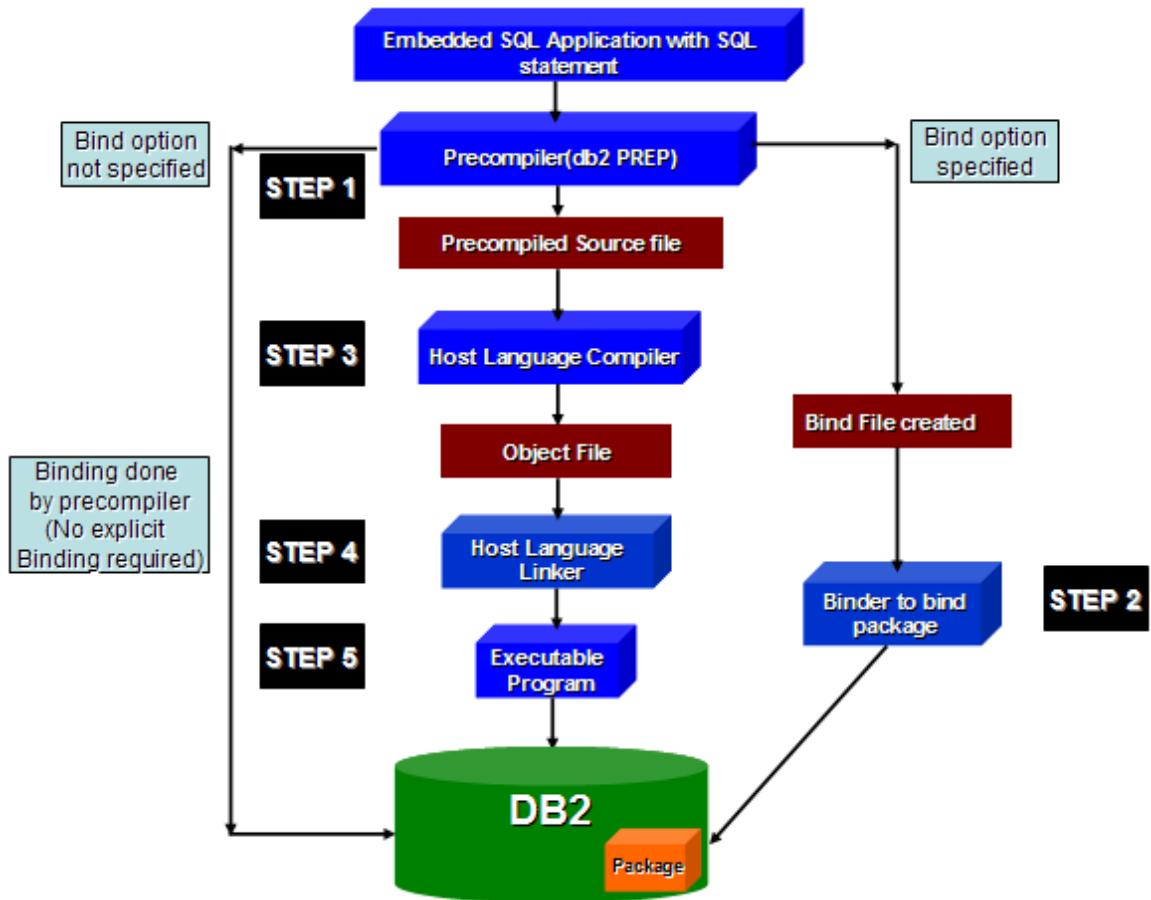 Embedded SQL Application with SQL
statement
Bind option
not specified
Precompiler(db2 PREP)
Bind option
specified
STEP 1
Precompiled Source file
STEP 3
Host Language Compiler
Bind File created
Object File
Binding done
by precompiler
(No explicit
Binding required)
STEP 4
Host Language
Linker
Binder to bind
package
STEP 2
STEP 5
Executable
Program
DB2
Package